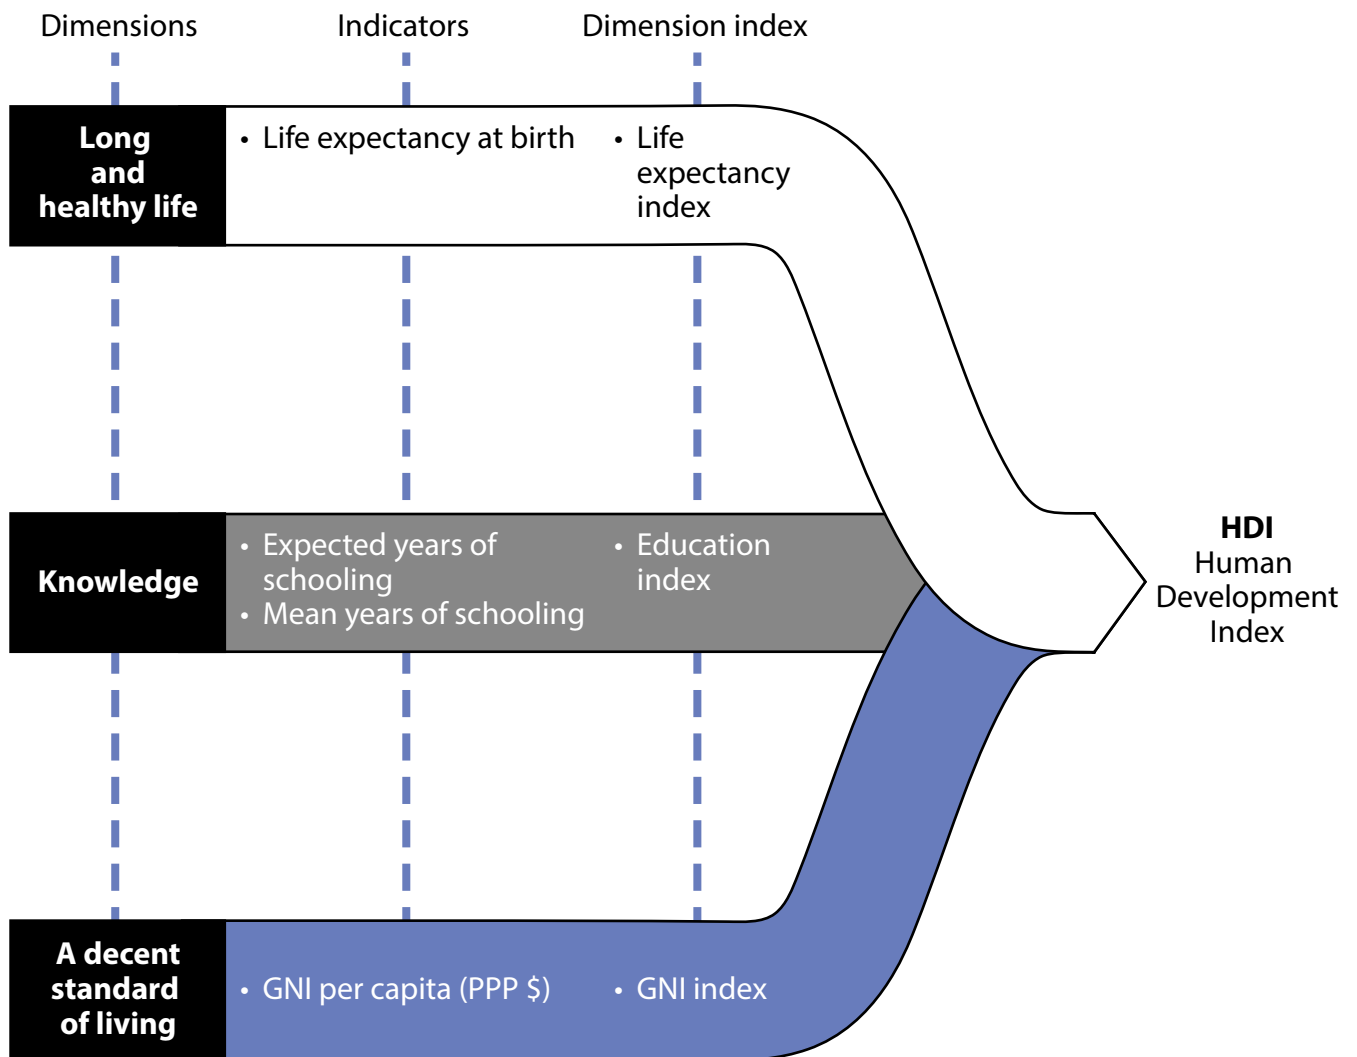 Dimensions
Indicators
Dimension index
Long
and
healthy life
• Life expectancy at birth
• Life
expectancy
index
Knowledge
• Expected years of
schooling
• Mean years of schooling
• Education
index
A decent
standard
of living
• GNI per capita (PPP $)
• GNI index
HDI
Human
Development
Index